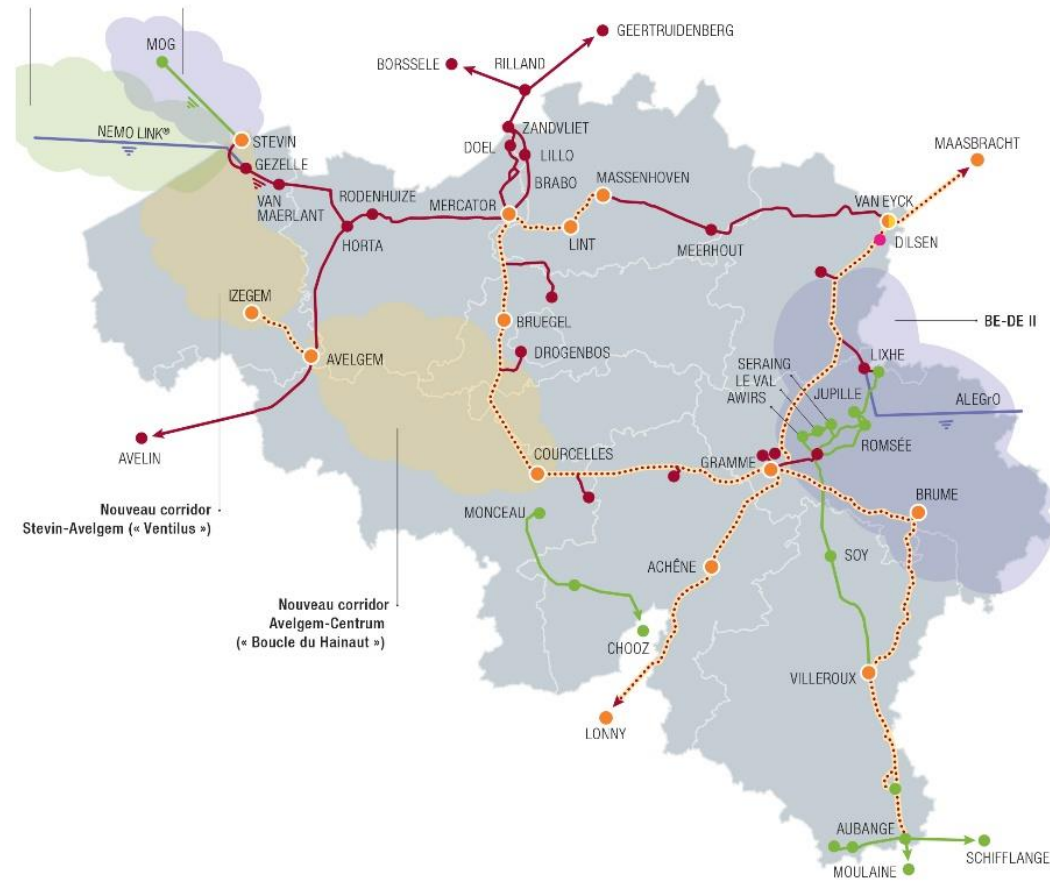 GEERTRUIDENBERG
MOG
BORSSELE
RILLAND
NEMO LINK®
STEVIN
ZANDVLIET
DOEL
LILLO
MAASBRACHT
GEZELLE
MASSENHOVEN
BRABO
RODENHUIZE
VAN
MAERLANT
MERCATOR
VAN EYCK
HORTA
LINT
MEERHOUT
DILSEN
IZEGEM
BRUEGEL
BE-DE II
AVELGEM
DROGENBOS
LIXHE
SERAING
LE VAL
AWIRS
JUPILLE
ALEGrO
AVELIN
COURCELLES
GRAMME
ROMSÉE
BRUME
Nouveau corridor
Stevin-Avelgem (« Ventilus »)
MONCEAU
SOY
ACHÊNE
Nouveau corridor
Avelgem-Centrum
(« Boucle du Hainaut »)
CHOOZ
VILLEROUX
LONNY
AUBANGE
SCHIFFLANGE
MOULAINE